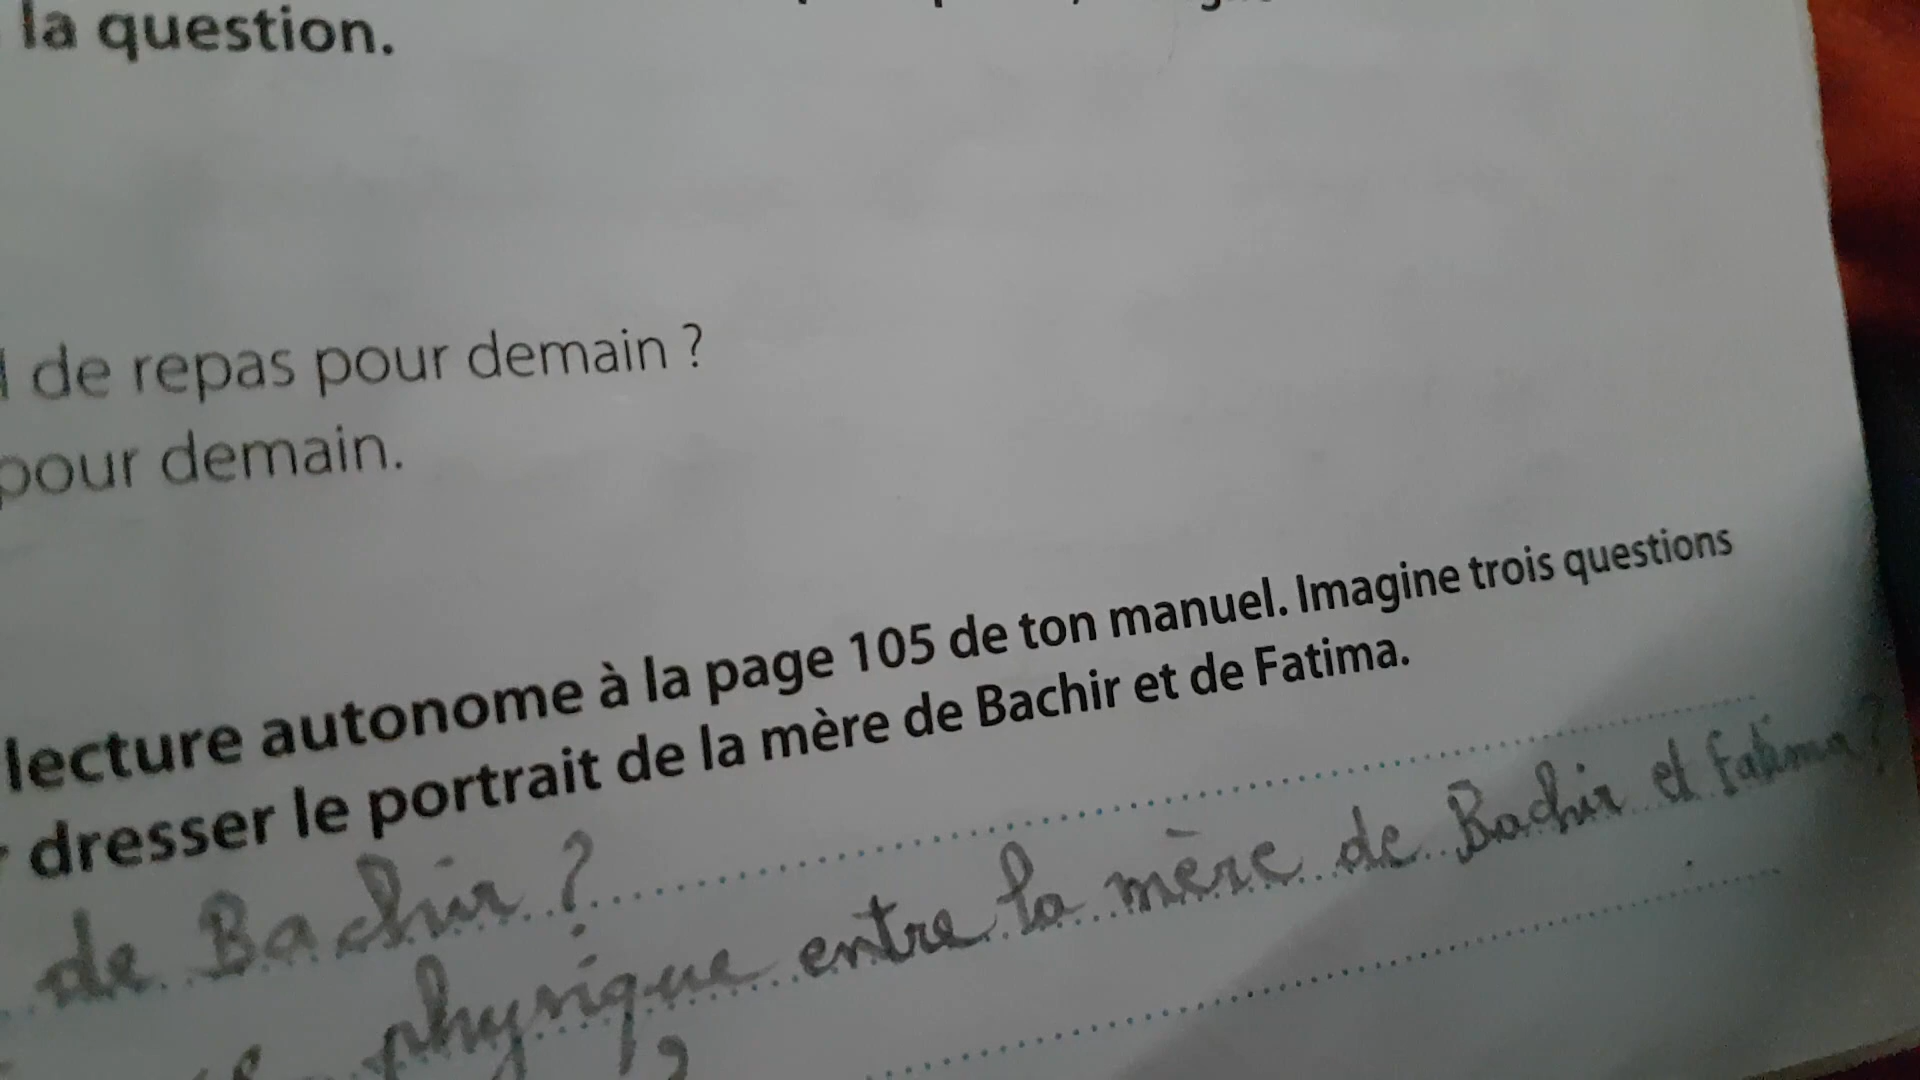 la question.
de repas pour demain ?
pour demain.
lecture autonome à la page 105 de ton manuel. Imagine trois questions
dresser le portrait de la mère de Bachir et de Fatima.
de Bachir ?
physique entre la mère de Bachir et Fatima ?